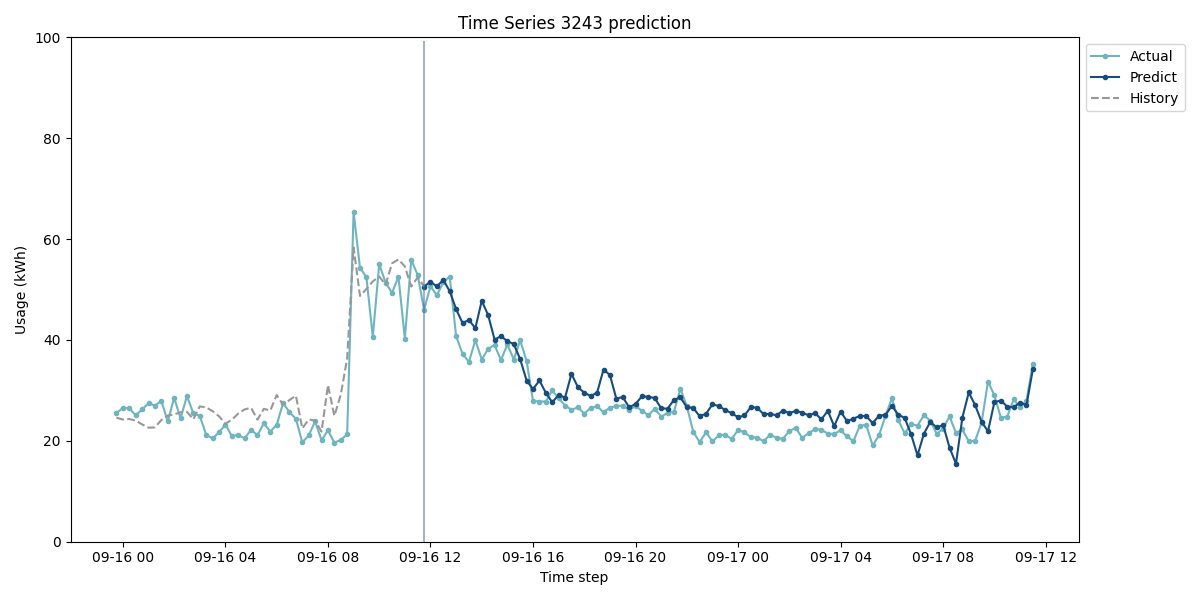 Time Series 3243 prediction
Actual
Predict
History
Usage (kWh)
100
80
60
40
20
0
09-16 00
09-16 04
09-16 08
09-16 12
09-16 16
09-16 20
09-17 00
09-17 04
09-17 08
09-17 12
Time step